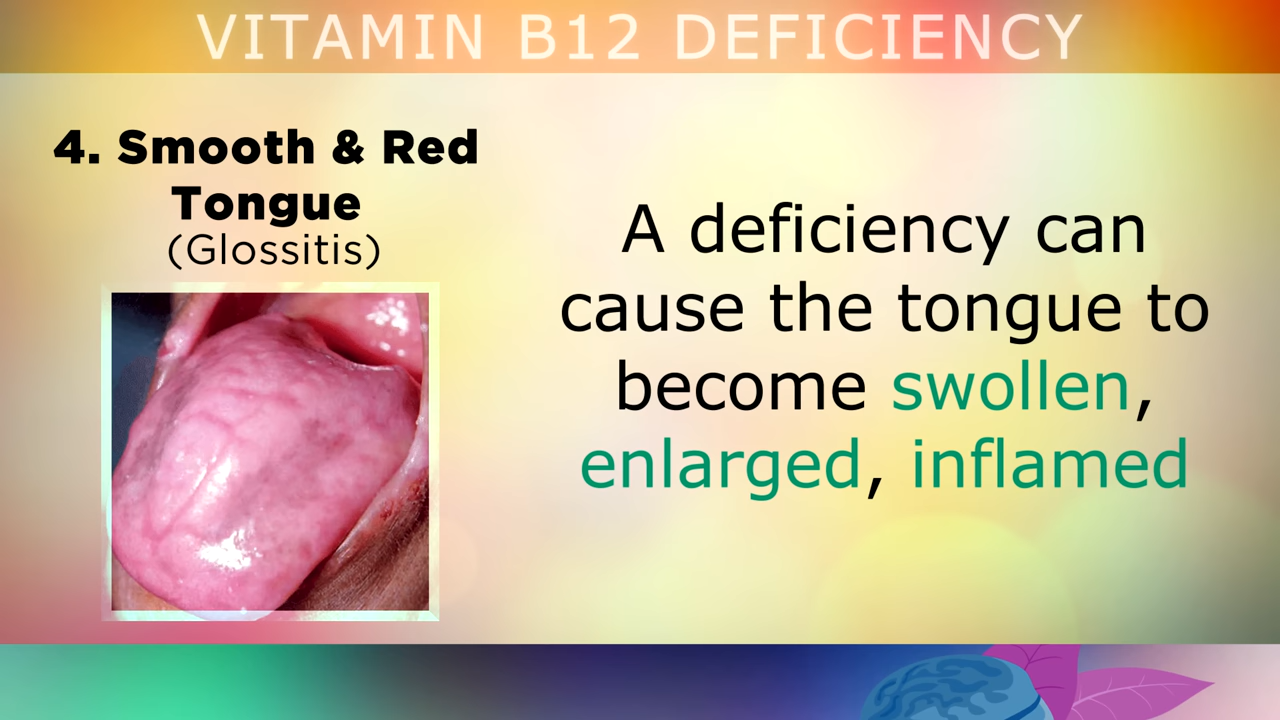 VITAMIN B12 DEFICIENCY
4. Smooth & Red
Tongue
(Glossitis)
A deficiency can
cause the tongue to
become swollen,
enlarged, inflamed